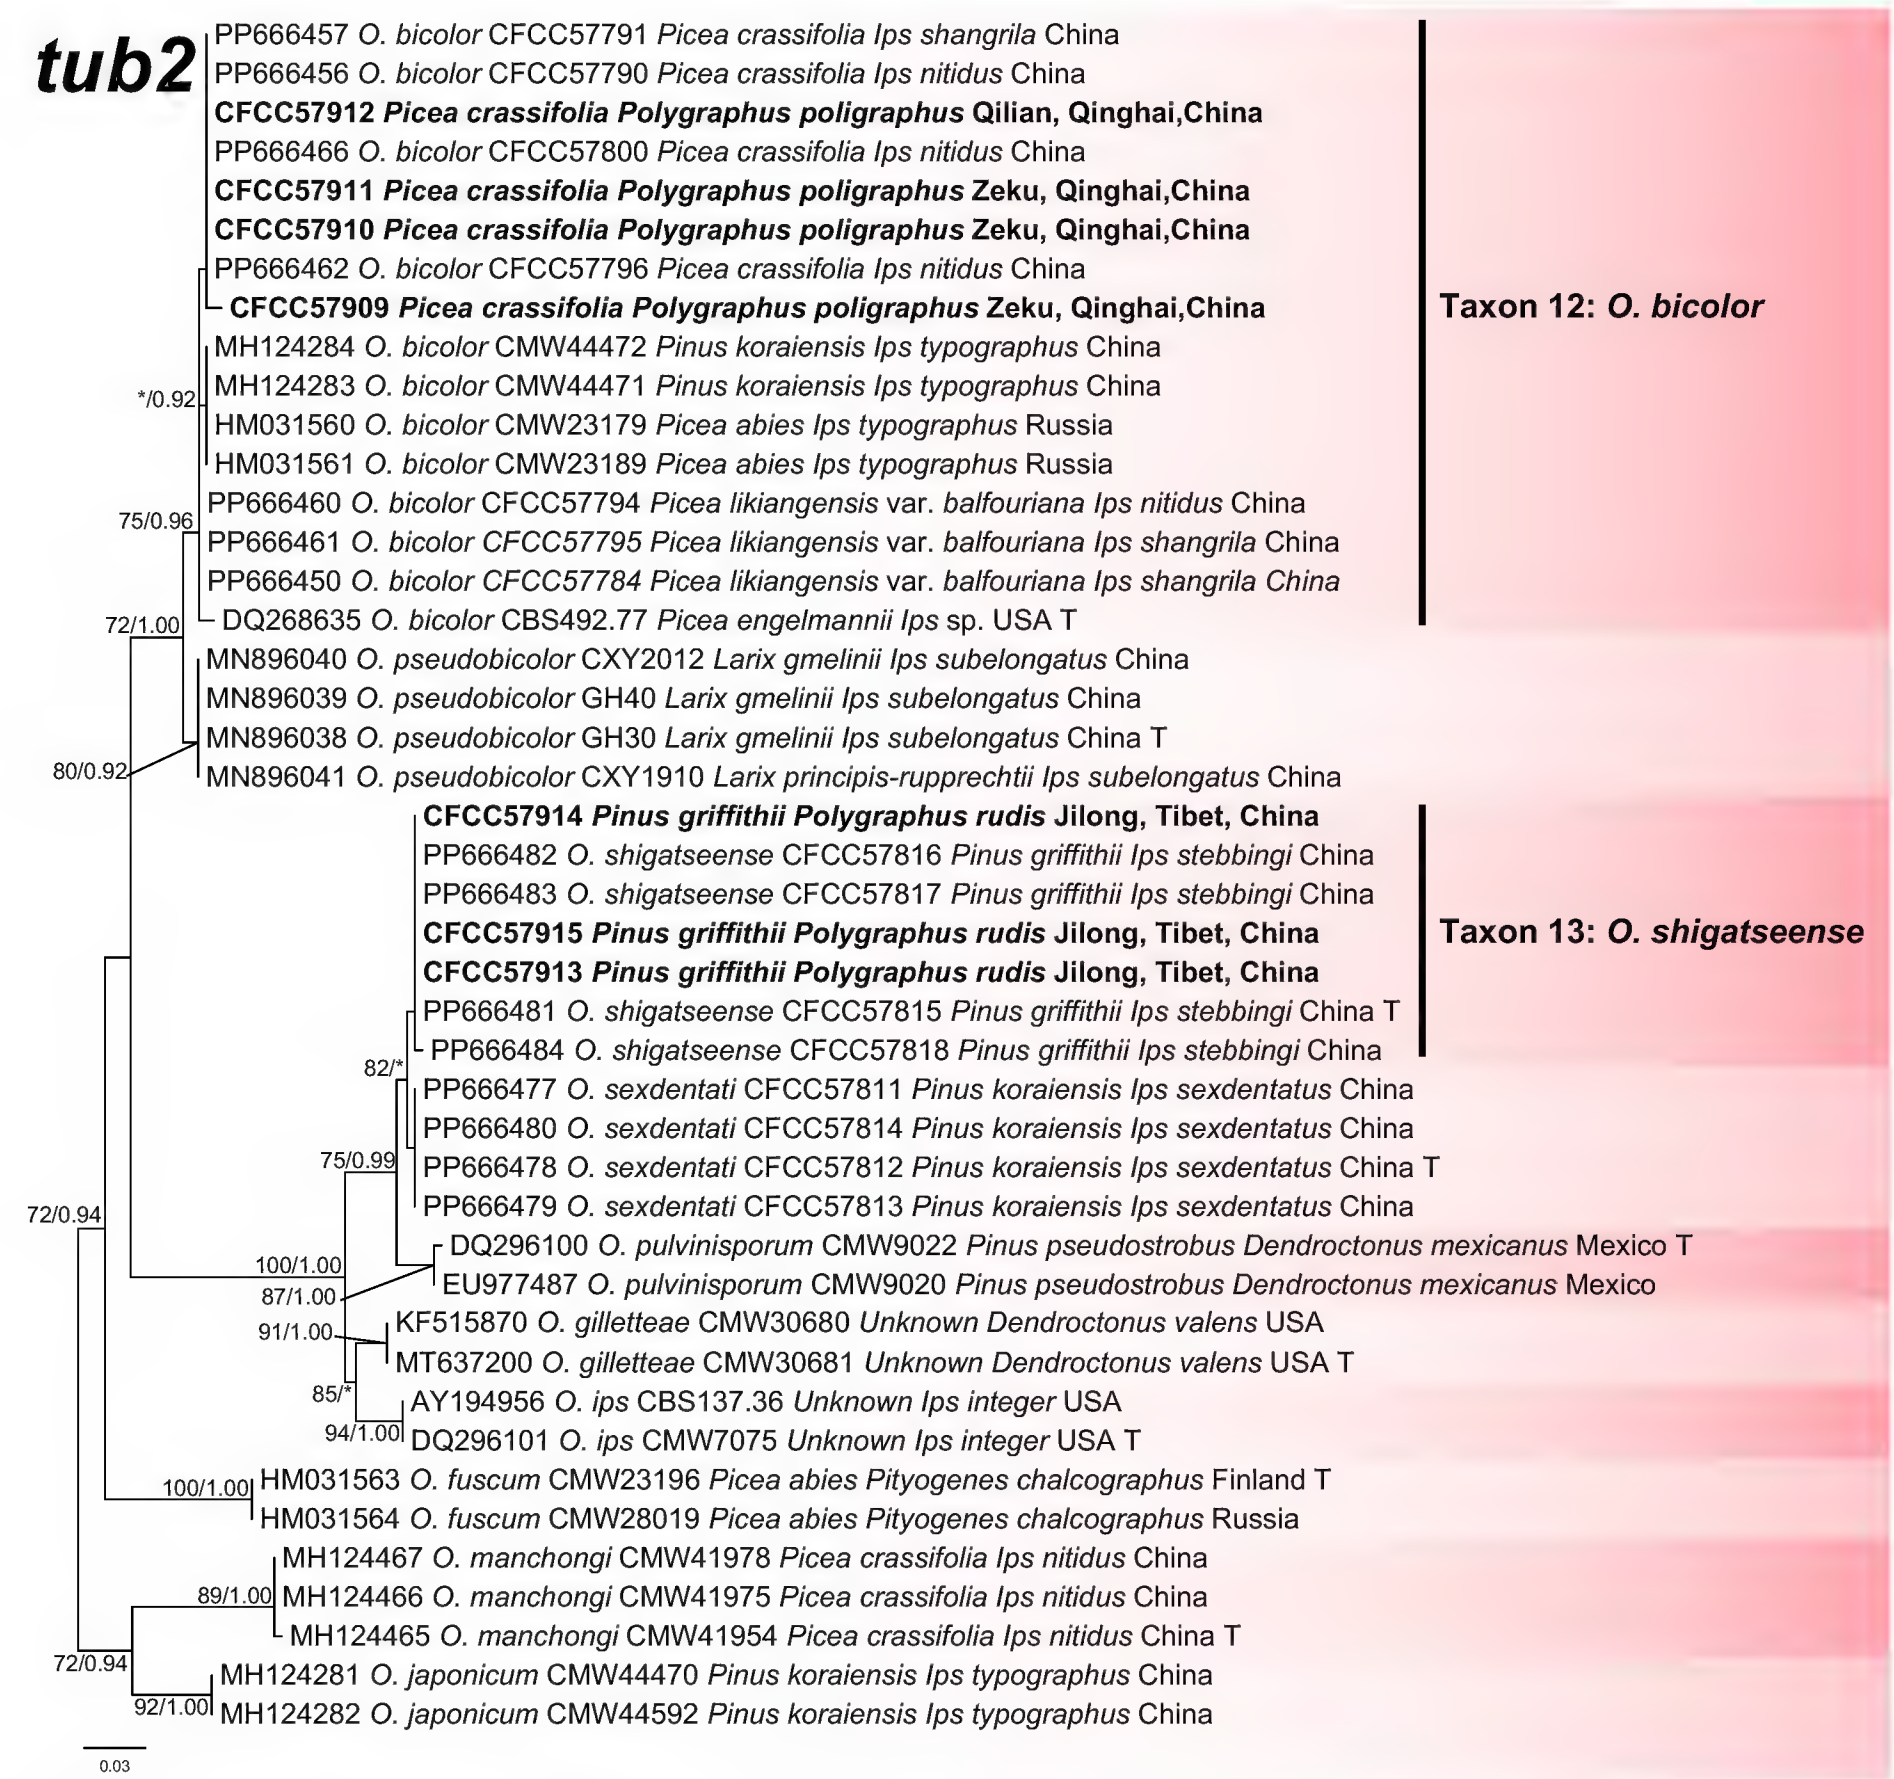 tub2
PP666457 O. bicolor CFCC57791 Picea crassifolia Ips shangrila China
PP666456 O. bicolor CFCC57790 Picea crassifolia Ips nitidus China
CFCC57912 Picea crassifolia Polygraphus poligraphus Qilian, Qinghai,China
PP666466 O. bicolor CFCC57800 Picea crassifolia Ips nitidus China
CFCC57911 Picea crassifolia Polygraphus poligraphus Zeku, Qinghai,China
CFCC57910 Picea crassifolia Polygraphus poligraphus Zeku, Qinghai,China
PP666462 O. bicolor CFCC57796 Picea crassifolia Ips nitidus China
CFCC57909 Picea crassifolia Polygraphus poligraphus Zeku, Qinghai,China
Taxon 12: O. bicolor
MH124284 O. bicolor CMW44472 Pinus koraiensis Ips typographus China
MH124283 O. bicolor CMW44471 Pinus koraiensis Ips typographus China
*/0.92
HM031560 O. bicolor CMW23179 Picea abies Ips typographus Russia
HM031561 O. bicolor CMW23189 Picea abies Ips typographus Russia
PP666460 O. bicolor CFCC57794 Picea likiangensis var. balfouriana Ips nitidus China
75/0.96
PP666461 O. bicolor CFCC57795 Picea likiangensis var. balfouriana Ips shangrila China
PP666450 O. bicolor CFCC57784 Picea likiangensis var. balfouriana Ips shangrila China
DQ268635 O. bicolor CBS492.77 Picea engelmannii Ips sp. USA T
72/1.00
MN896040 O. pseudobicolor CXY2012 Larix gmelinii Ips subelongatus China
MN896039 O. pseudobicolor GH40 Larix gmelinii Ips subelongatus China
MN896038 O. pseudobicolor GH30 Larix gmelinii Ips subelongatus China T
80/0.92
MN896041 O. pseudobicolor CXY1910 Larix principis-rupprechtii Ips subelongatus China
CFCC57914 Pinus griffithii Polygraphus rudis Jilong, Tibet, China
PP666482 O. shigatseense CFCC57816 Pinus griffithii Ips stebbingi China
PP666483 O. shigatseense CFCC57817 Pinus griffithii Ips stebbingi China
CFCC57915 Pinus griffithii Polygraphus rudis Jilong, Tibet, China
Taxon 13: O. shigatseense
CFCC57913 Pinus griffithii Polygraphus rudis Jilong, Tibet, China
PP666481 O. shigatseense CFCC57815 Pinus griffithii Ips stebbingi China T
PP666484 O. shigatseense CFCC57818 Pinus griffithii Ips stebbingi China
82/*
PP666477 O. sexdentati CFCC57811 Pinus koraiensis Ips sexdentatus China
PP666480 O. sexdentati CFCC57814 Pinus koraiensis Ips sexdentatus China
75/0.99
PP666478 O. sexdentati CFCC57812 Pinus koraiensis Ips sexdentatus China T
PP666479 O. sexdentati CFCC57813 Pinus koraiensis Ips sexdentatus China
72/0.94
DQ296100 O. pulvinisporum CMW9022 Pinus pseudostrobus Dendroctonus mexicanus Mexico T
100/1.00
EU977487 O. pulvinisporum CMW9020 Pinus pseudostrobus Dendroctonus mexicanus Mexico
87/1.00
KF515870 O. gilletteae CMW30680 Unknown Dendroctonus valens USA
91/1.00
MT637200 O. gilletteae CMW30681 Unknown Dendroctonus valens USA T
85/*
AY194956 O. ips CBS137.36 Unknown Ips integer USA
94/1.00
DQ296101 O. ips CMW7075 Unknown Ips integer USA T
HM031563 O. fuscum CMW23196 Picea abies Pityogenes chalcographus Finland T
100/1.00
HM031564 O. fuscum CMW28019 Picea abies Pityogenes chalcographus Russia
MH124467 O. manchongi CMW41978 Picea crassifolia Ips nitidus China
89/1.00
MH124466 O. manchongi CMW41975 Picea crassifolia Ips nitidus China
MH124465 O. manchongi CMW41954 Picea crassifolia Ips nitidus China T
72/0.94
MH124281 O. japonicum CMW44470 Pinus koraiensis Ips typographus China
92/1.00
MH124282 O. japonicum CMW44592 Pinus koraiensis Ips typographus China
0.03